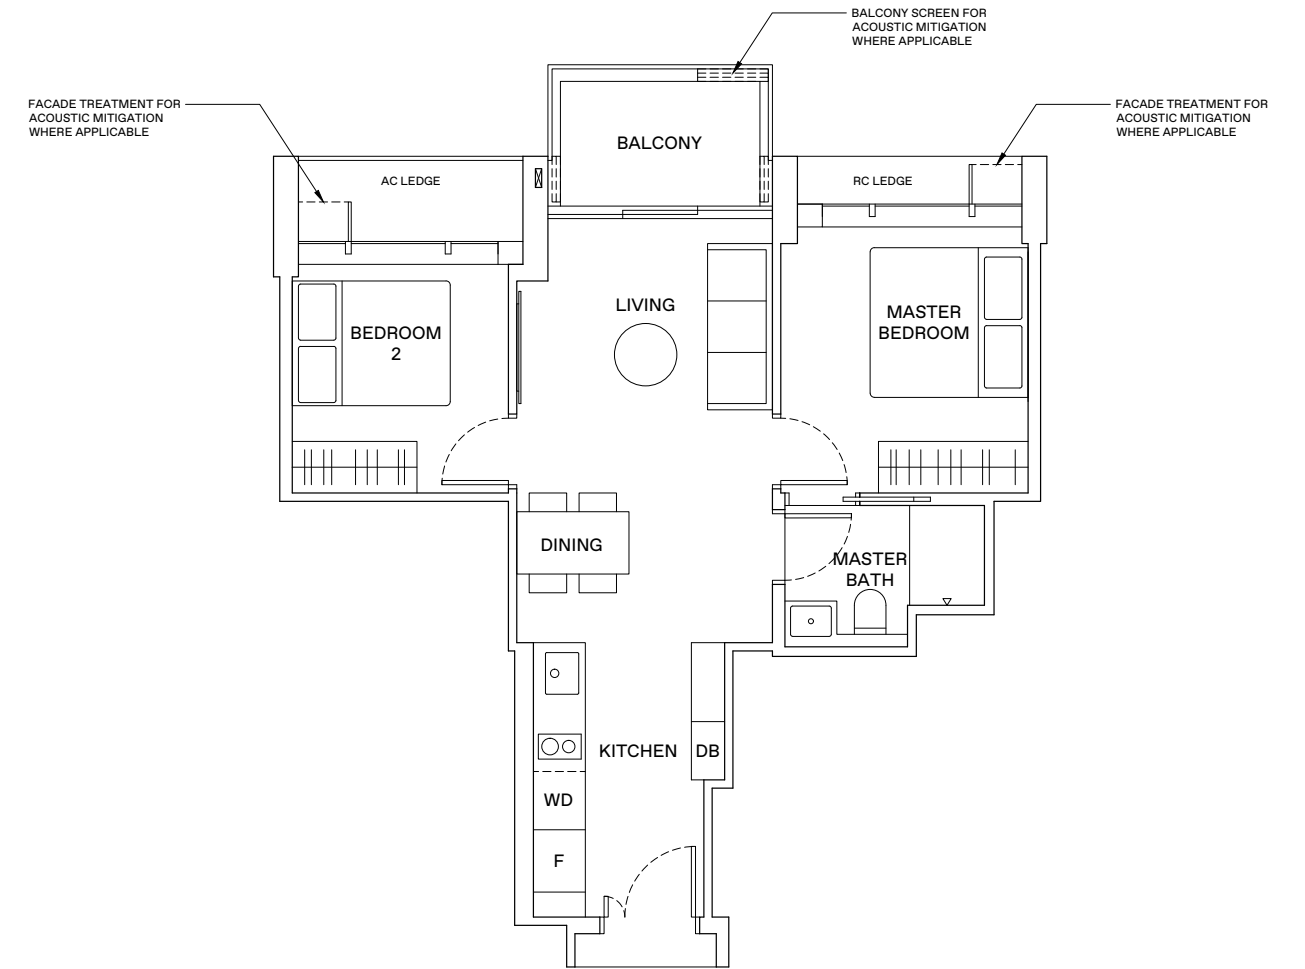 BALCONY SCREEN FOR
ACOUSTIC MITIGATION
WHERE APPLICABLE
FACADE TREATMENT FOR
ACOUSTIC MITIGATION
WHERE APPLICABLE
FACADE TREATMENT FOR
ACOUSTIC MITIGATION
WHERE APPLICABLE
BALCONY
AC LEDGE
RC LEDGE
LIVING
MASTER
BEDROOM
BEDROOM
2
DINING
MASTER
BATH
KITCHEN
DB
WD
F